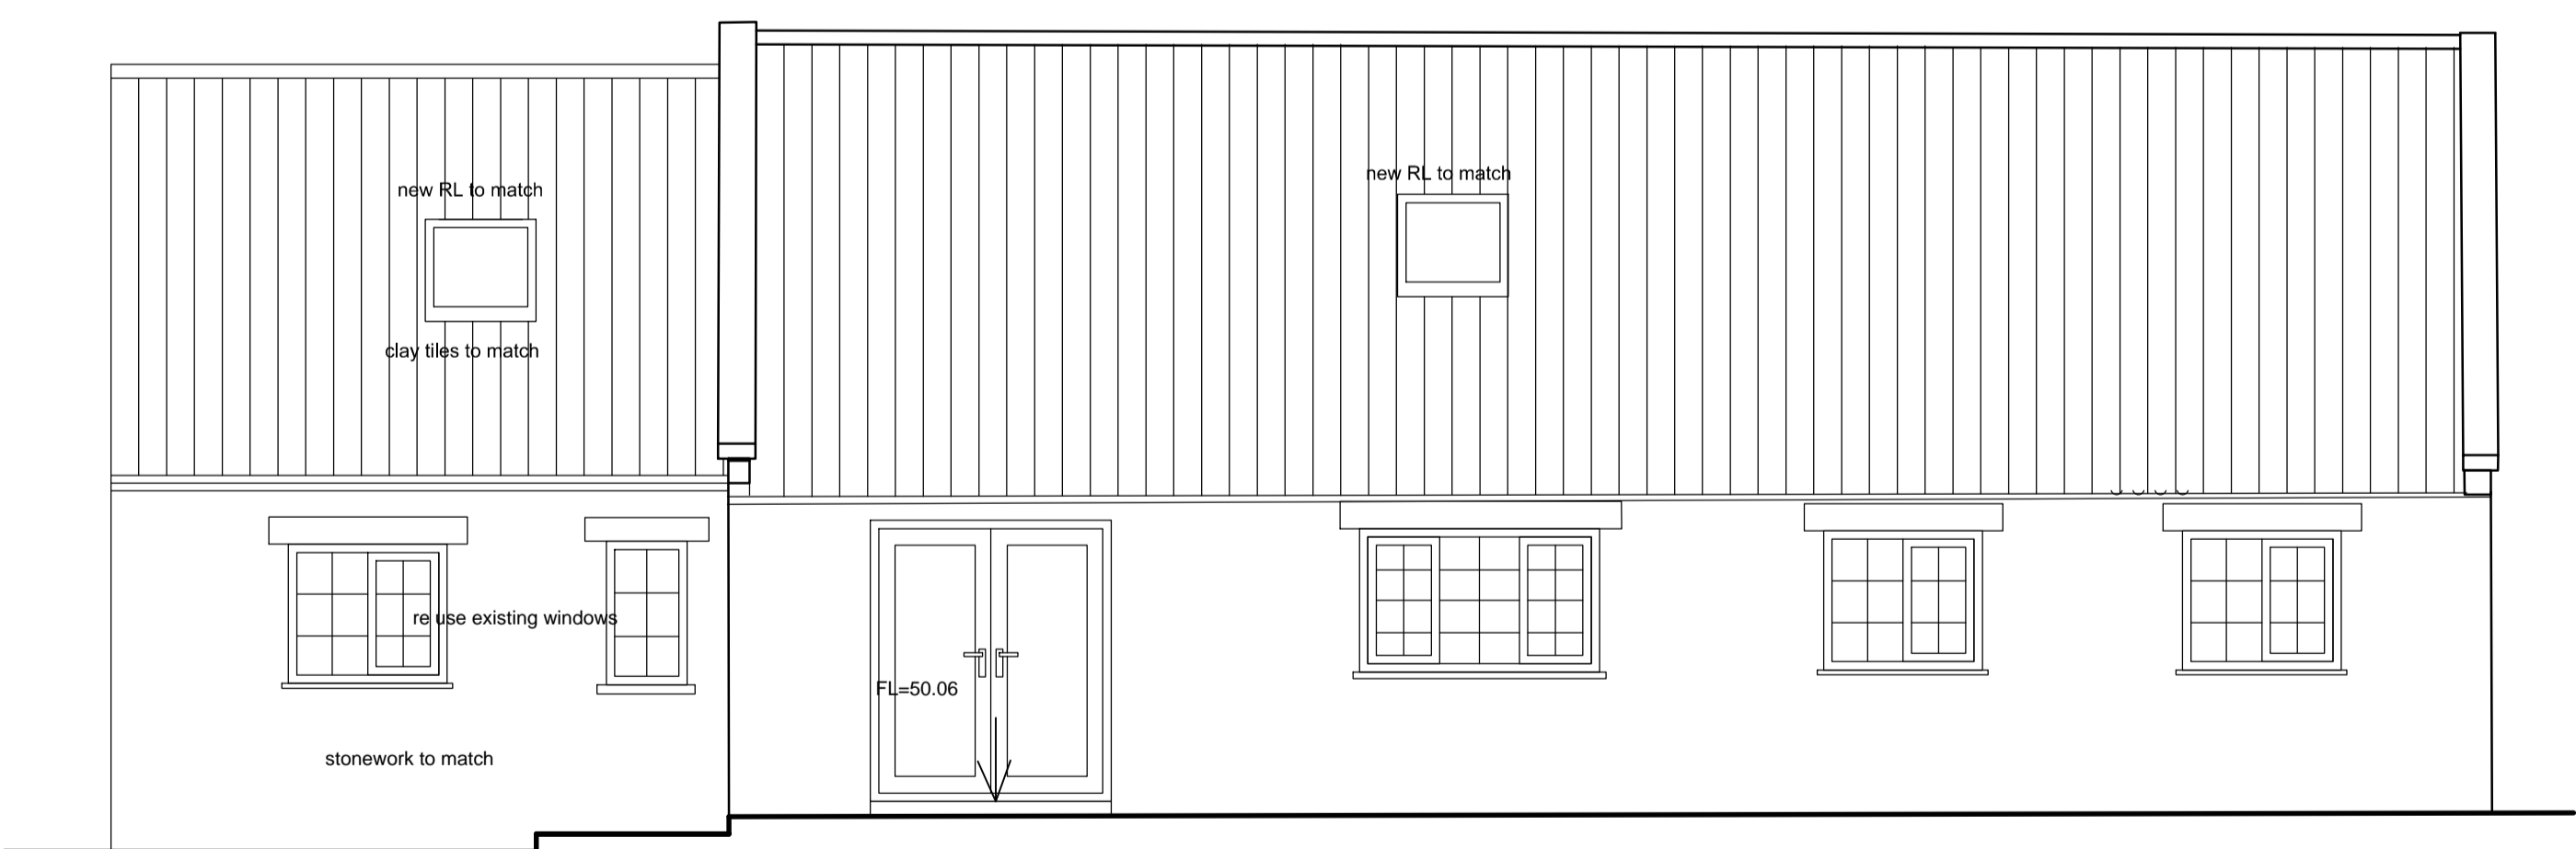 new RL to match
new RL to match
clay tiles to match
re use existing windows
FL=50.06
stonework to match